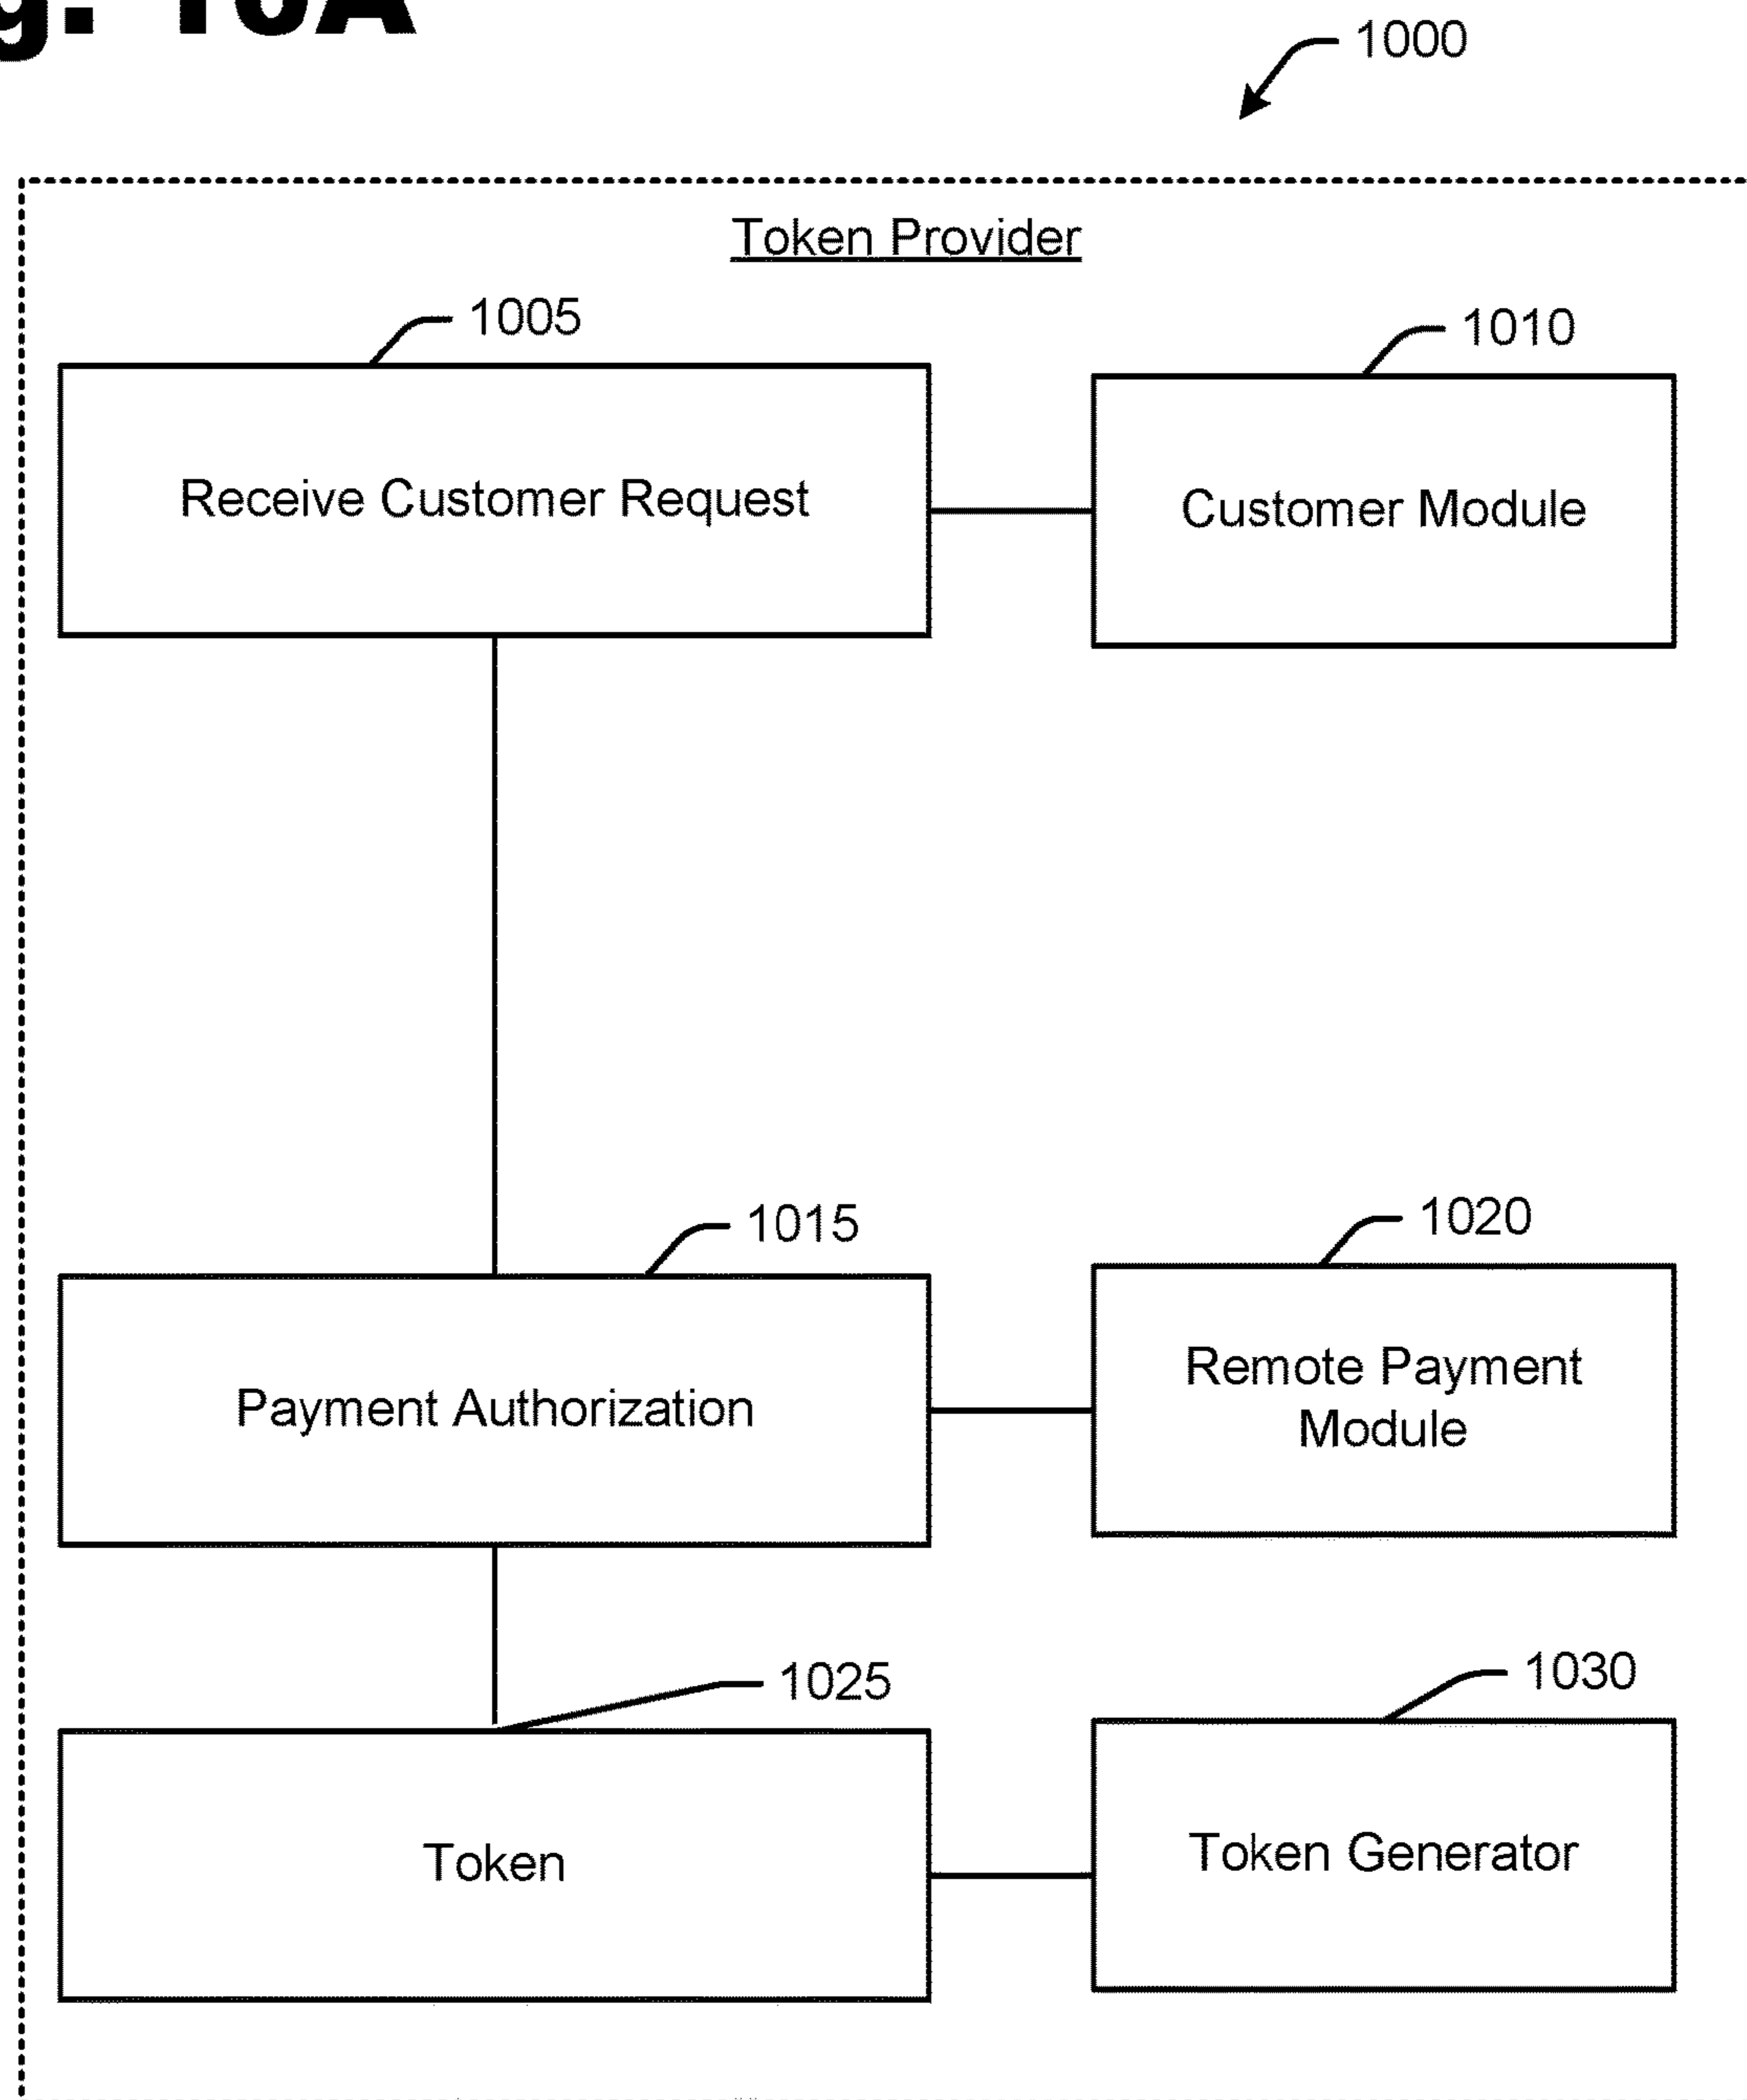 g. 10A
1000
Token Provider
1005
1010
Receive Customer Request
Customer Module
1015
1020
Payment Authorization
Remote Payment
Module
1025
1030
Token
Token Generator